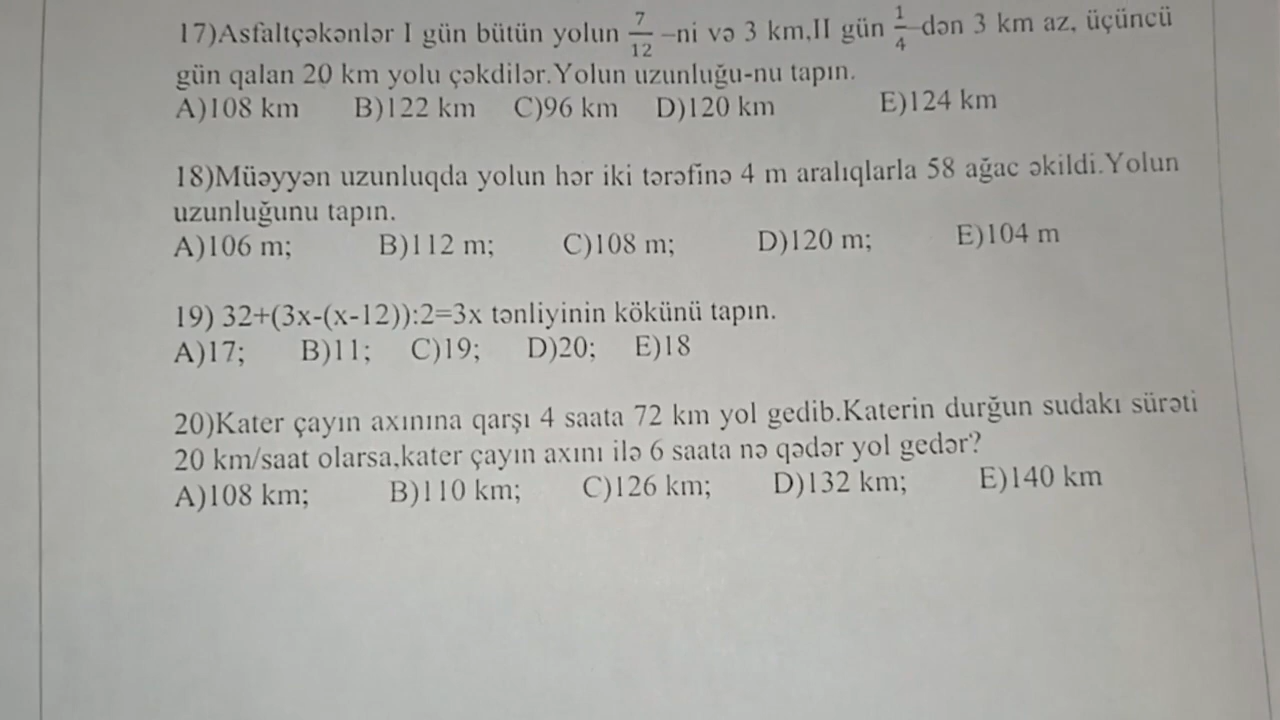 17)Asfaltçəkənlər I gün bütün yolun 7/12 –ni və 3 km,II gün 1/4 –dən 3 km az, üçüncü
gün qalan 20 km yolu çəkdilər.Yolun uzunluğu-nu tapın.
A)108 km B)122 km C)96 km D)120 km E)124 km
18)Müəyyən uzunluqda yolun hər iki tərəfinə 4 m aralıqlarla 58 ağac əkildi.Yolun
uzunluğunu tapın.
A)106 m; B)112 m; C)108 m; D)120 m; E)104 m
19) 32+(3x-(x-12)):2=3x tənliyinin kökünü tapın.
A)17; B)11; C)19; D)20; E)18
20)Kater çayın axınına qarşı 4 saata 72 km yol gedib.Katerin durğun sudakı sürəti
20 km/saat olarsa,kater çayın axını ilə 6 saata nə qədər yol gedər?
A)108 km; B)110 km; C)126 km; D)132 km; E)140 km